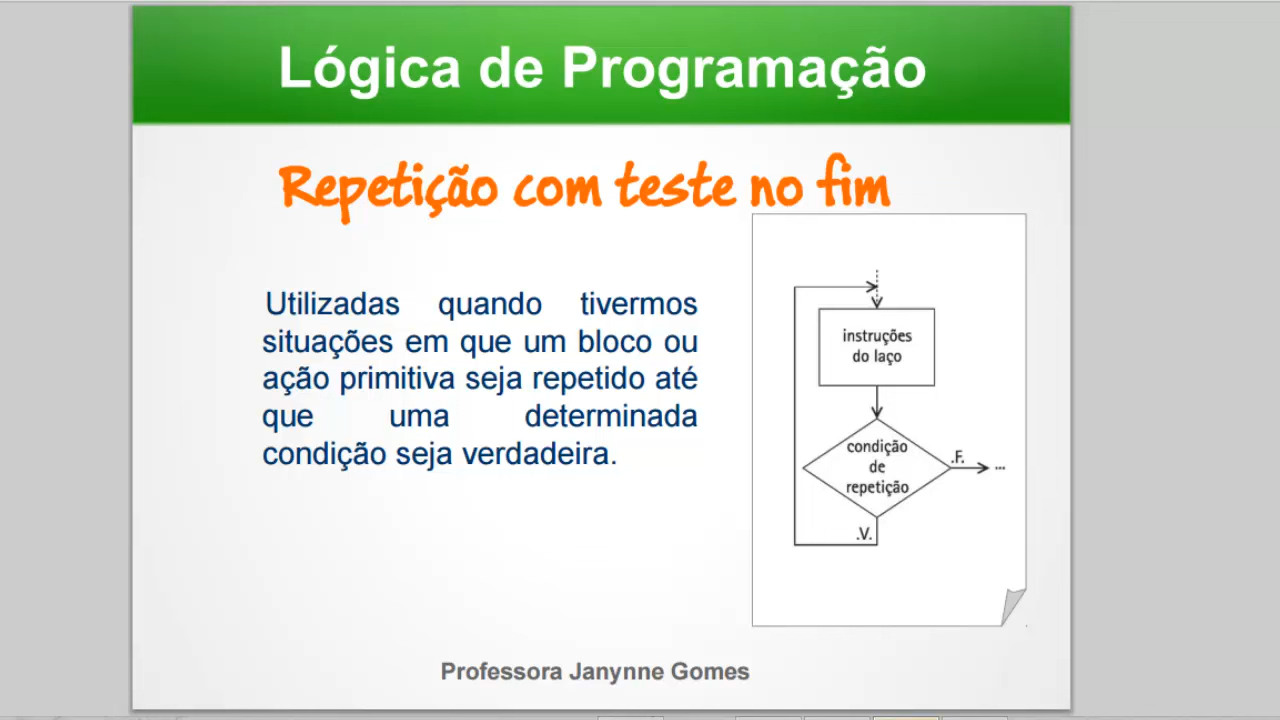 Lógica de Programação
Repetição com teste no fim
Utilizadas quando tivermos
situações em que um bloco ou
ação primitiva seja repetido até
que uma determinada
condição seja verdadeira.
instruções
do laço
condição
de
repetição
.F.
...
.V.
Professora Janynne Gomes